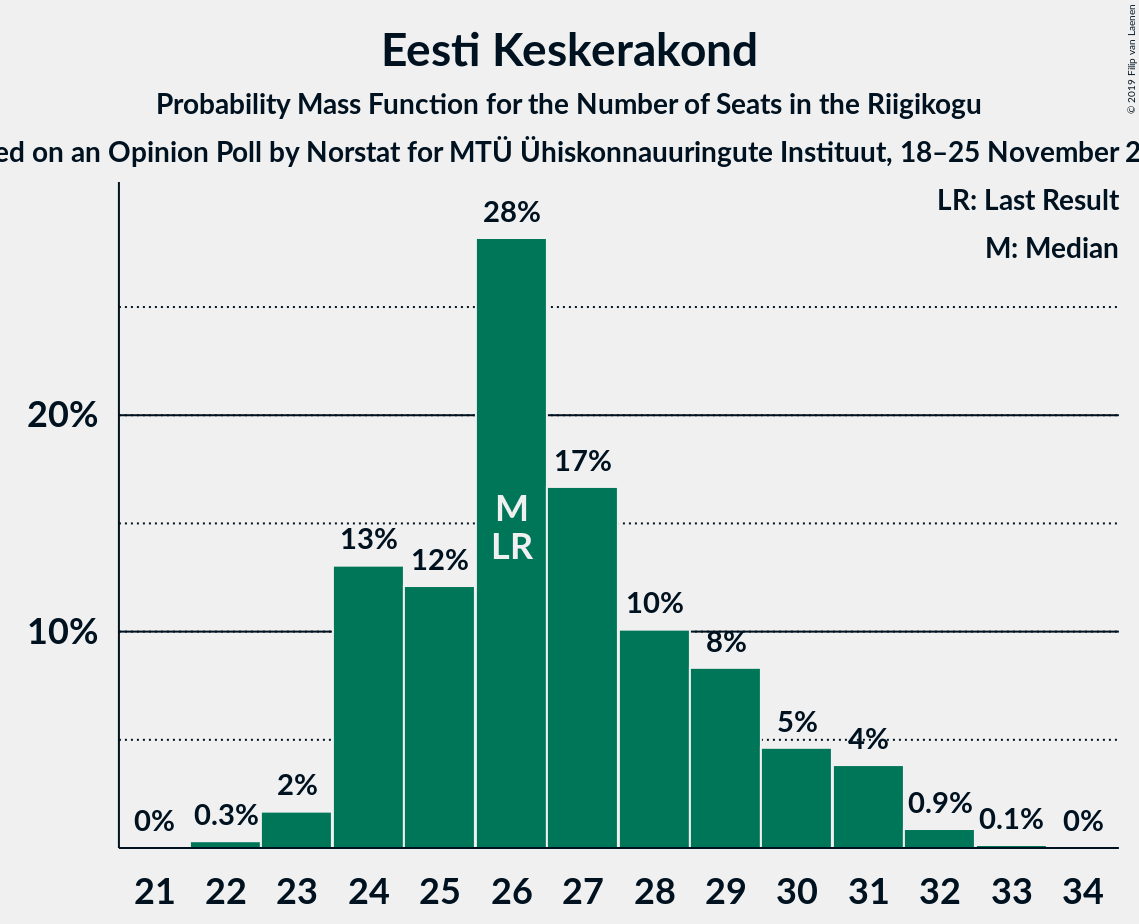 Eesti Keskerakond
Probability Mass Function for the Number of Seats in the Riigikogu
ed on an Opinion Poll by Norstat for MTÜ Ühiskonnauuringute Instituut, 18–25 November 2
© 2019 Filip van Laenen
LR: Last Result
M: Median
28%
20%
17%
M
LR
13%
12%
10%
10%
8%
5%
4%
2%
0.9%
0.3%
0.1%
0%
0%
21 22 23 24 25 26 27 28 29 30 31 32 33 34